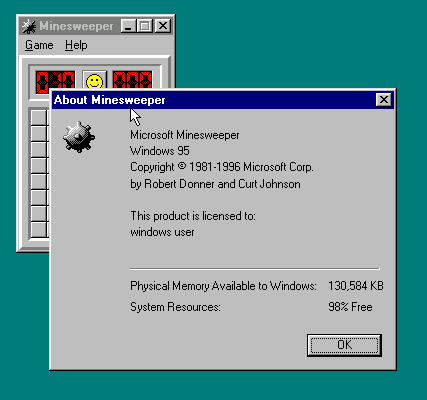 Minesweeper
Game Help
About Minesweeper
Microsoft Minesweeper
Windows 95
Copyright © 1981-1996 Microsoft Corp.
by Robert Donner and Curt Johnson
This product is licensed to:
windows user
Physical Memory Available to Windows: 130,584 KB
System Resources: 98% Free
OK